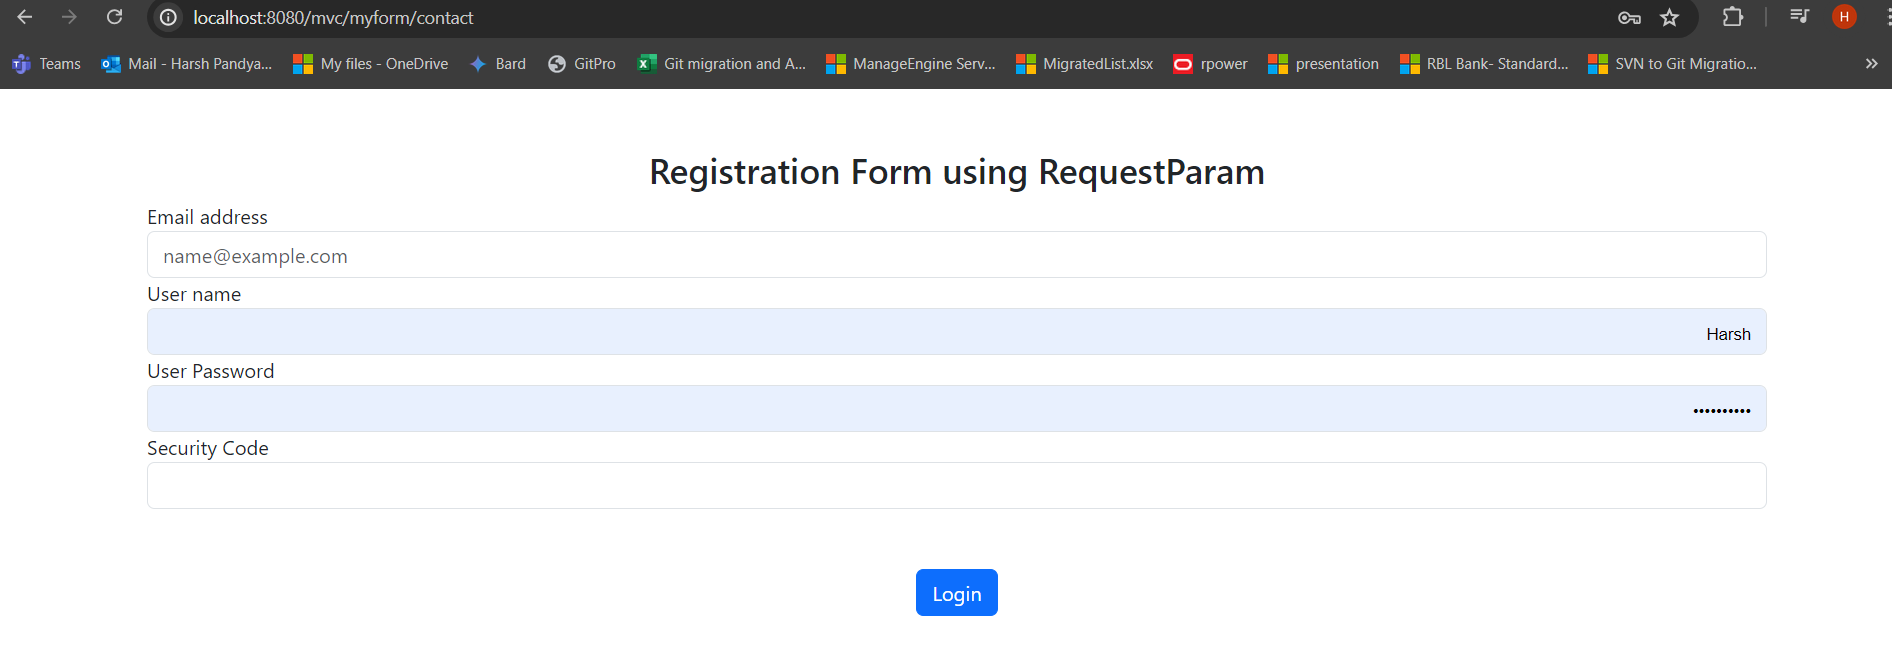 localhost:8080/mvc/myform/contact
H
Teams Mail - Harsh Pandya... My files - OneDrive Bard GitPro Git migration and A... ManageEngine Serv... MigratedList.xlsx rpower presentation RBL Bank- Standard... SVN to Git Migratio...
Registration Form using RequestParam
Email address
name@example.com
User name
Harsh
User Password
••••••••••
Security Code
Login